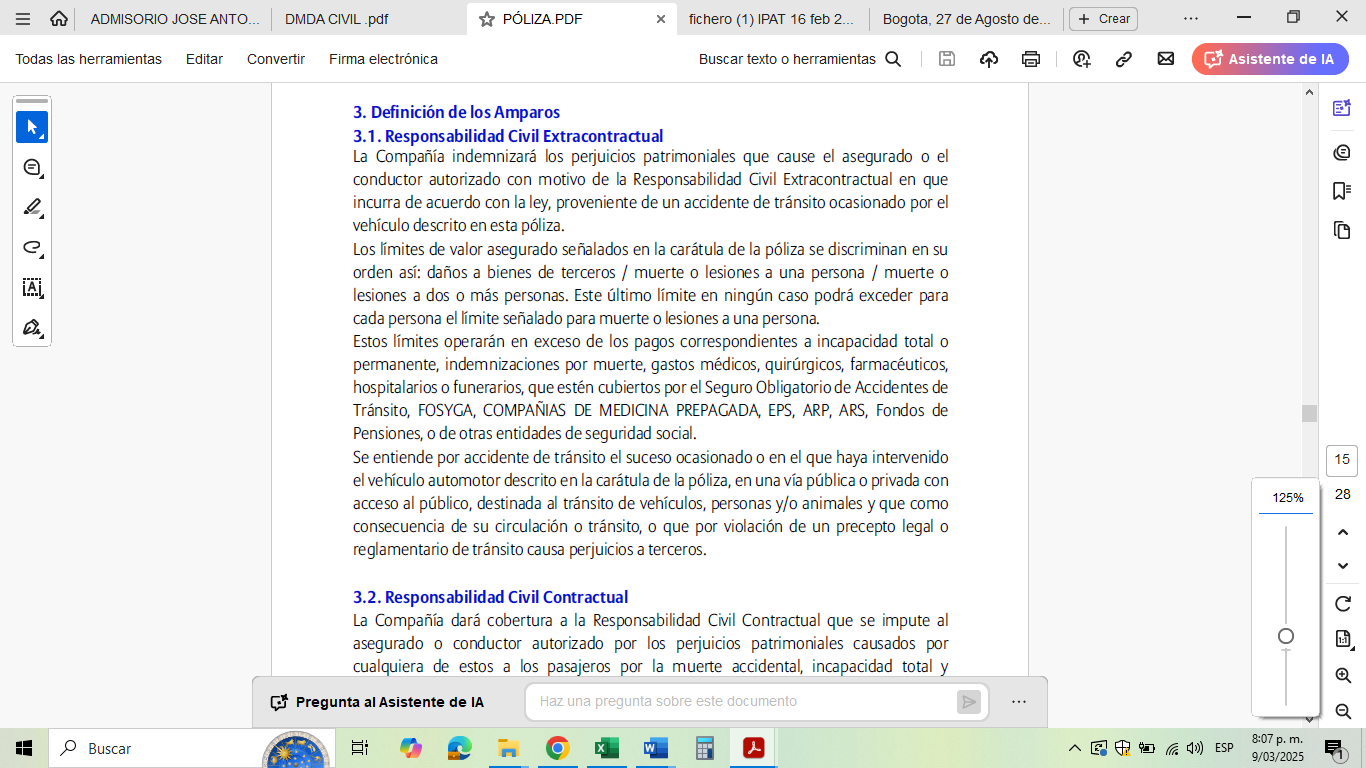 ADMISORIO JOSE ANTO...
DMDA CIVIL .pdf
PÓLIZA.PDF
fichero (1) IPAT 16 feb 2...
Bogota, 27 de Agosto de...
Crear
Todas las herramientas
Editar
Convertir
Firma electrónica
Buscar texto o herramientas
Asistente de IA
3. Definición de los Amparos
3.1. Responsabilidad Civil Extracontractual
La Compañía indemnizará los perjuicios patrimoniales que cause el asegurado o el
conductor autorizado con motivo de la Responsabilidad Civil Extracontractual en que
incurra de acuerdo con la ley, proveniente de un accidente de tránsito ocasionado por el
vehículo descrito en esta póliza.
Los límites de valor asegurado señalados en la carátula de la póliza se discriminan en su
orden así: daños a bienes de terceros / muerte o lesiones a una persona / muerte o
lesiones a dos o más personas. Este último límite en ningún caso podrá exceder para
cada persona el límite señalado para muerte o lesiones a una persona.
Estos límites operarán en exceso de los pagos correspondientes a incapacidad total o
permanente, indemnizaciones por muerte, gastos médicos, quirúrgicos, farmacéuticos,
hospitalarios o funerarios, que estén cubiertos por el Seguro Obligatorio de Accidentes de
Tránsito, FOSYGA, COMPAÑIAS DE MEDICINA PREPAGADA, EPS, ARP, ARS, Fondos de
Pensiones, o de otras entidades de seguridad social.
Se entiende por accidente de tránsito el suceso ocasionado o en el que haya intervenido
el vehículo automotor descrito en la carátula de la póliza, en una vía pública o privada con
acceso al público, destinada al tránsito de vehículos, personas y/o animales y que como
consecuencia de su circulación o tránsito, o que por violación de un precepto legal o
reglamentario de tránsito causa perjuicios a terceros.
3.2. Responsabilidad Civil Contractual
La Compañía dará cobertura a la Responsabilidad Civil Contractual que se impute al
asegurado o conductor autorizado por los perjuicios patrimoniales causados por
cualquiera de estos a los pasajeros por la muerte accidental, incapacidad total y
15
28
125%
1:1
Pregunta al Asistente de IA
Haz una pregunta sobre este documento
Buscar
ESP
8:07 p. m.
9/03/2025
1